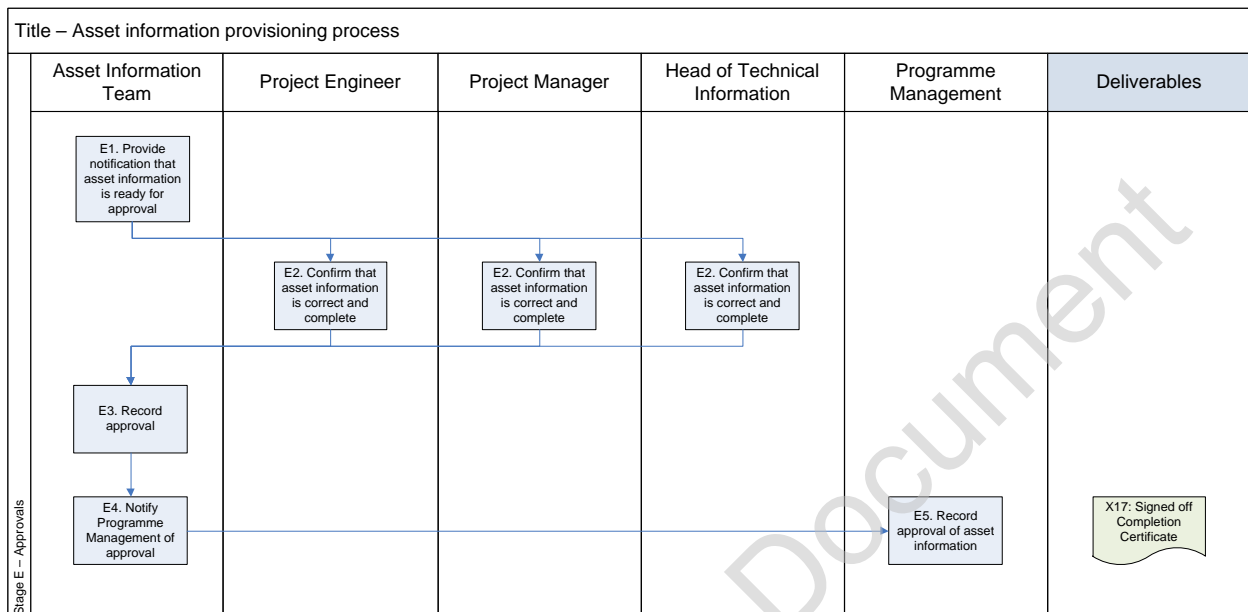 Title – Asset information provisioning process
Asset Information
Team
Project Engineer
Project Manager
Head of Technical
Information
Programme
Management
Deliverables
E1. Provide
notification that
asset information
is ready for
approval
E2. Confirm that
asset information
is correct and
complete
E2. Confirm that
asset information
is correct and
complete
E2. Confirm that
asset information
is correct and
complete
E3. Record
approval
E4. Notify
Programme
Management of
approval
E5. Record
approval of asset
information
X17: Signed off
Completion
Certificate
Stage E – Approvals
Document